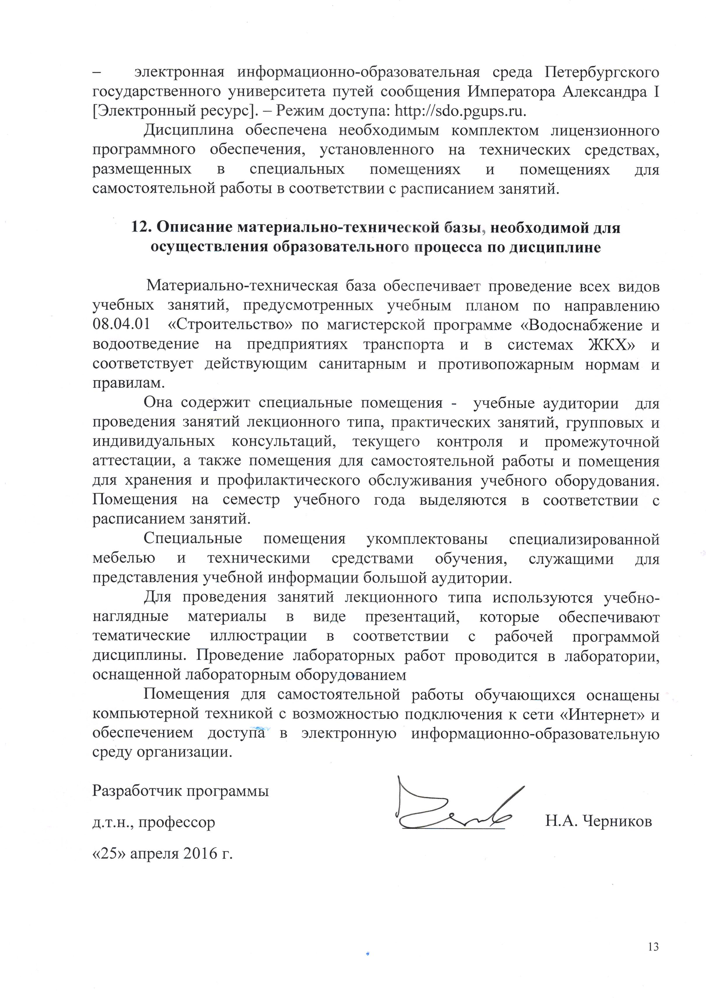 – электронная информационно-образовательная среда Петербургского
государственного университета путей сообщения Императора Александра I
[Электронный ресурс]. – Режим доступа: http://sdo.pgups.ru.
Дисциплина обеспечена необходимым комплектом лицензионного
программного обеспечения, установленного на технических средствах,
размещенных в специальных помещениях и помещениях для
самостоятельной работы в соответствии с расписанием занятий.
12. Описание материально-технической базы, необходимой для
осуществления образовательного процесса по дисциплине
Материально-техническая база обеспечивает проведение всех видов
учебных занятий, предусмотренных учебным планом по направлению
08.04.01 «Строительство» по магистерской программе «Водоснабжение и
водоотведение на предприятиях транспорта и в системах ЖКХ» и
соответствует действующим санитарным и противопожарным нормам и
правилам.
Она содержит специальные помещения - учебные аудитории для
проведения занятий лекционного типа, практических занятий, групповых и
индивидуальных консультаций, текущего контроля и промежуточной
аттестации, а также помещения для самостоятельной работы и помещения
для хранения и профилактического обслуживания учебного оборудования.
Помещения на семестр учебного года выделяются в соответствии с
расписанием занятий.
Специальные помещения укомплектованы специализированной
мебелью и техническими средствами обучения, служащими для
представления учебной информации большой аудитории.
Для проведения занятий лекционного типа используются учебно-
наглядные материалы в виде презентаций, которые обеспечивают
тематические иллюстрации в соответствии с рабочей программой
дисциплины. Проведение лабораторных работ проводится в лаборатории,
оснащенной лабораторным оборудованием
Помещения для самостоятельной работы обучающихся оснащены
компьютерной техникой с возможностью подключения к сети «Интернет» и
обеспечением доступа в электронную информационно-образовательную
среду организации.
Разработчик программы
д.т.н., профессор Н.А. Черников
«25» апреля 2016 г.
13